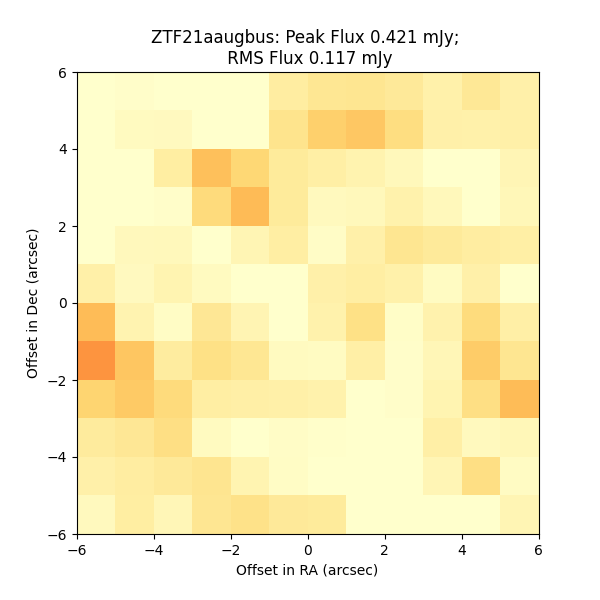 ZTF21aaugbus: Peak Flux 0.421 mJy;
RMS Flux 0.117 mJy
6
4
2
0
−2
−4
−6
Offset in Dec (arcsec)
−6 −4 −2 0 2 4 6
Offset in RA (arcsec)